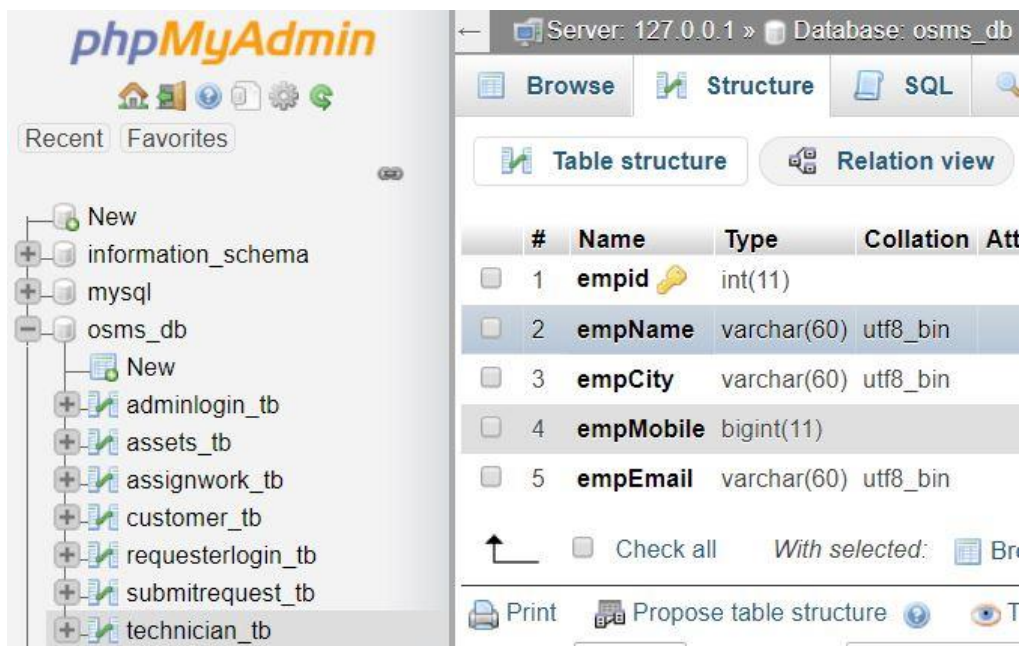 phpMyAdmin
Recent Favorites
New
information_schema
mysql
osms_db
New
adminlogin_tb
assets_tb
assignwork_tb
customer_tb
requesterlogin_tb
submitrequest_tb
technician_tb
← Server: 127.0.0.1 » Database: osms_db
Browse Structure SQL
Table structure Relation view
# Name Type Collation Att
1 empid int(11)
2 empName varchar(60) utf8_bin
3 empCity varchar(60) utf8_bin
4 empMobile bigint(11)
5 empEmail varchar(60) utf8_bin
Check all With selected: Bro
Print Propose table structure T